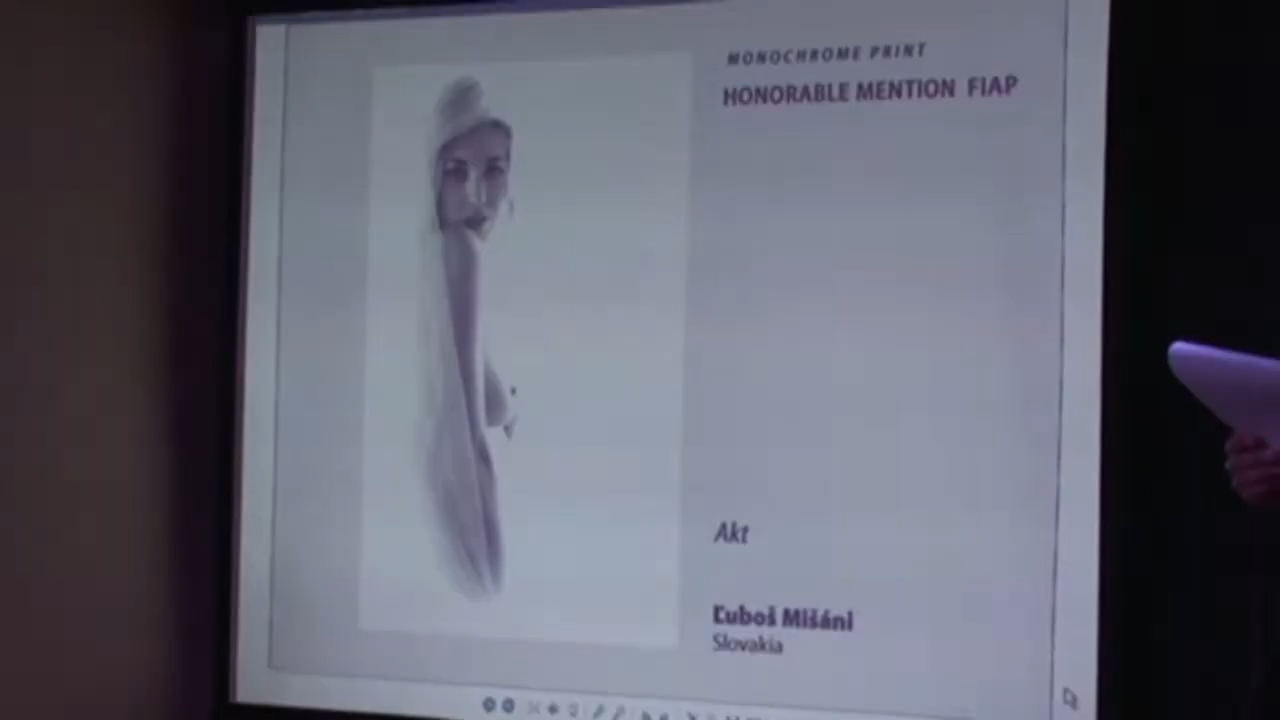 MONOCHROME PRINT
HONORABLE MENTION FIAP
Akt
Ľuboš Mišáni
Slovakia